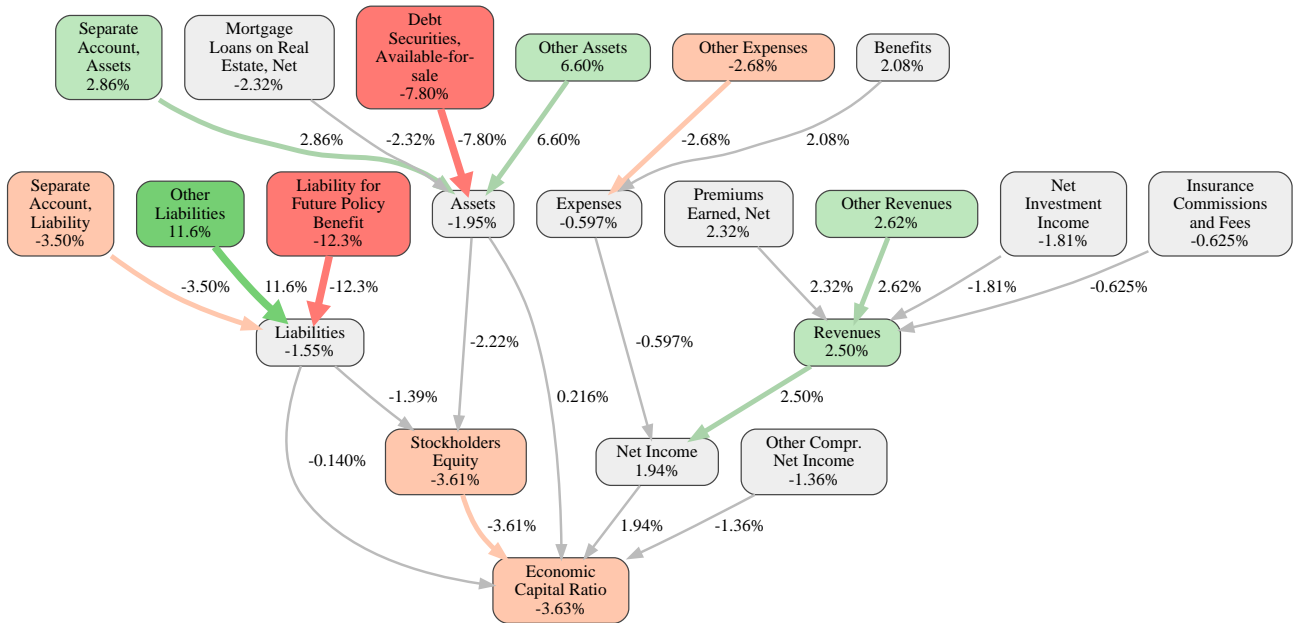 Separate
Account,
Assets
2.86%
Mortgage
Loans on Real
Estate, Net
-2.32%
Debt
Securities,
Available-for-
sale
-7.80%
Other Assets
6.60%
Other Expenses
-2.68%
Benefits
2.08%
2.86%
-2.32%
-7.80%
6.60%
-2.68%
2.08%
Separate
Account,
Liability
-3.50%
Other
Liabilities
11.6%
Liability for
Future Policy
Benefit
-12.3%
Assets
-1.95%
Expenses
-0.597%
Premiums
Earned, Net
2.32%
Other Revenues
2.62%
Net
Investment
Income
-1.81%
Insurance
Commissions
and Fees
-0.625%
-3.50%
11.6%
-12.3%
2.32%
2.62%
-1.81%
-0.625%
Liabilities
-1.55%
-2.22%
-0.597%
Revenues
2.50%
-1.39%
0.216%
2.50%
-0.140%
Stockholders
Equity
-3.61%
Net Income
1.94%
Other Compr.
Net Income
-1.36%
-3.61%
1.94%
-1.36%
Economic
Capital Ratio
-3.63%